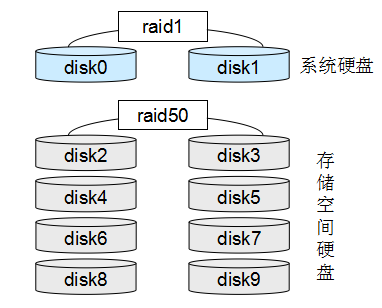 raid1
disk0 disk1 系统硬盘
raid50
disk2 disk3
disk4 disk5
disk6 disk7
disk8 disk9
存储空间硬盘